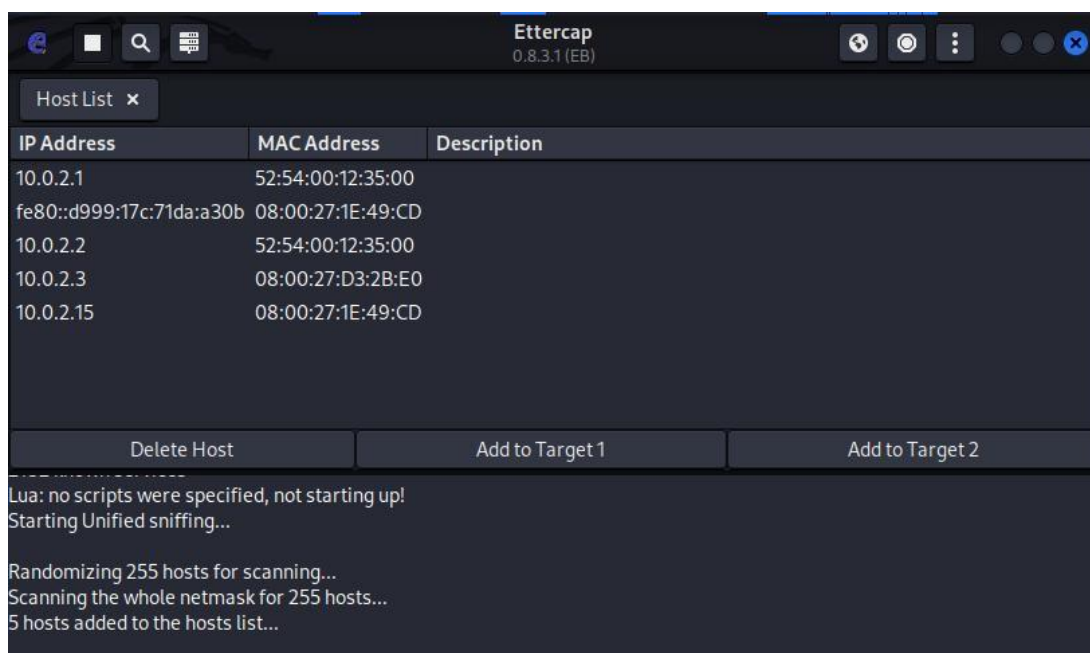 Ettercap
0.8.3.1 (EB)
Host List ×
IP Address MAC Address Description
10.0.2.1 52:54:00:12:35:00
fe80::d999:17c:71da:a30b 08:00:27:1E:49:CD
10.0.2.2 52:54:00:12:35:00
10.0.2.3 08:00:27:D3:2B:E0
10.0.2.15 08:00:27:1E:49:CD
Delete Host Add to Target 1 Add to Target 2
Lua: no scripts were specified, not starting up!
Starting Unified sniffing...
Randomizing 255 hosts for scanning...
Scanning the whole netmask for 255 hosts...
5 hosts added to the hosts list...